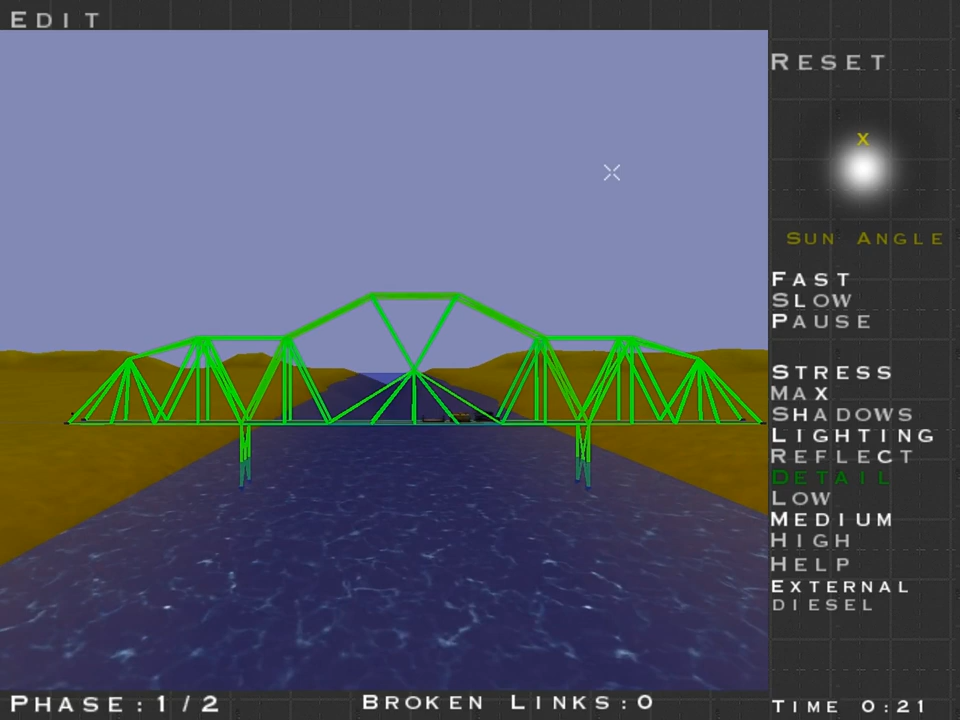 EDIT
RESET
X
SUN ANGLE
FAST
SLOW
PAUSE
STRESS
MAX
SHADOWS
LIGHTING
REFLECT
DETAIL
LOW
MEDIUM
HIGH
HELP
EXTERNAL
DIESEL
PHASE:1/2 BROKEN LINKS:0 TIME 0:21